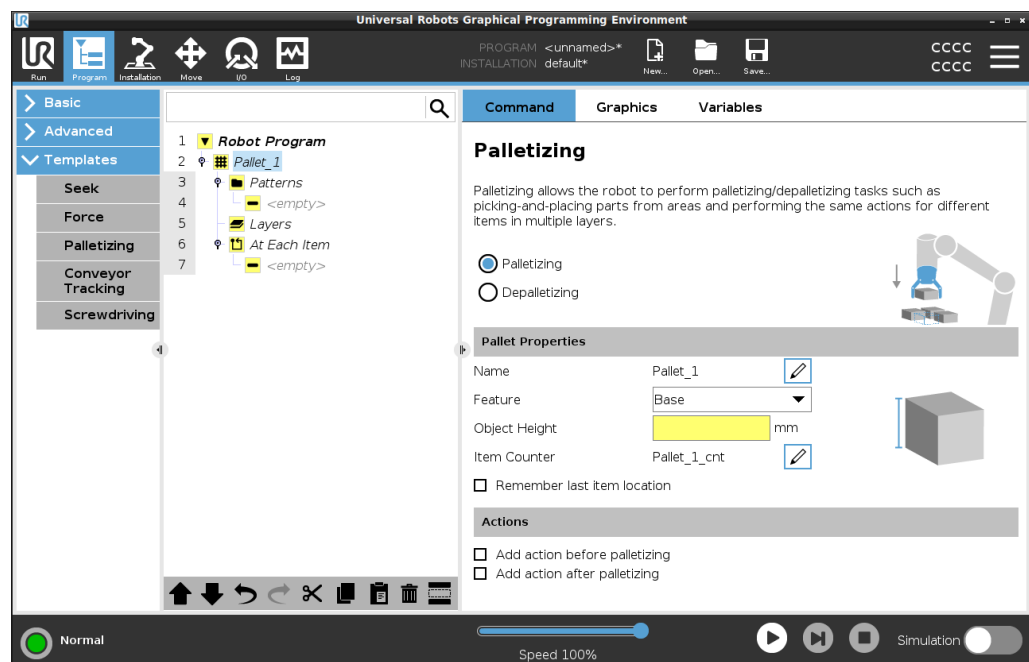 Universal Robots Graphical Programming Environment
Run
Program
Installation
Move
I/O
Log
PROGRAM <unnamed>*
INSTALLATION default*
New...
Open...
Save...
CCCC
CCCC
Basic
Advanced
Templates
Seek
Force
Palletizing
Conveyor
Tracking
Screwdriving
1 Robot Program
2 Pallet_1
3 Patterns
4 <empty>
5 Layers
6 At Each Item
7 <empty>
Command Graphics Variables
Palletizing
Palletizing allows the robot to perform palletizing/depalletizing tasks such as
picking-and-placing parts from areas and performing the same actions for different
items in multiple layers.
Palletizing
Depalletizing
Pallet Properties
Name Pallet_1
Feature Base
Object Height mm
Item Counter Pallet_1_cnt
Remember last item location
Actions
Add action before palletizing
Add action after palletizing
Normal
Speed 100%
Simulation